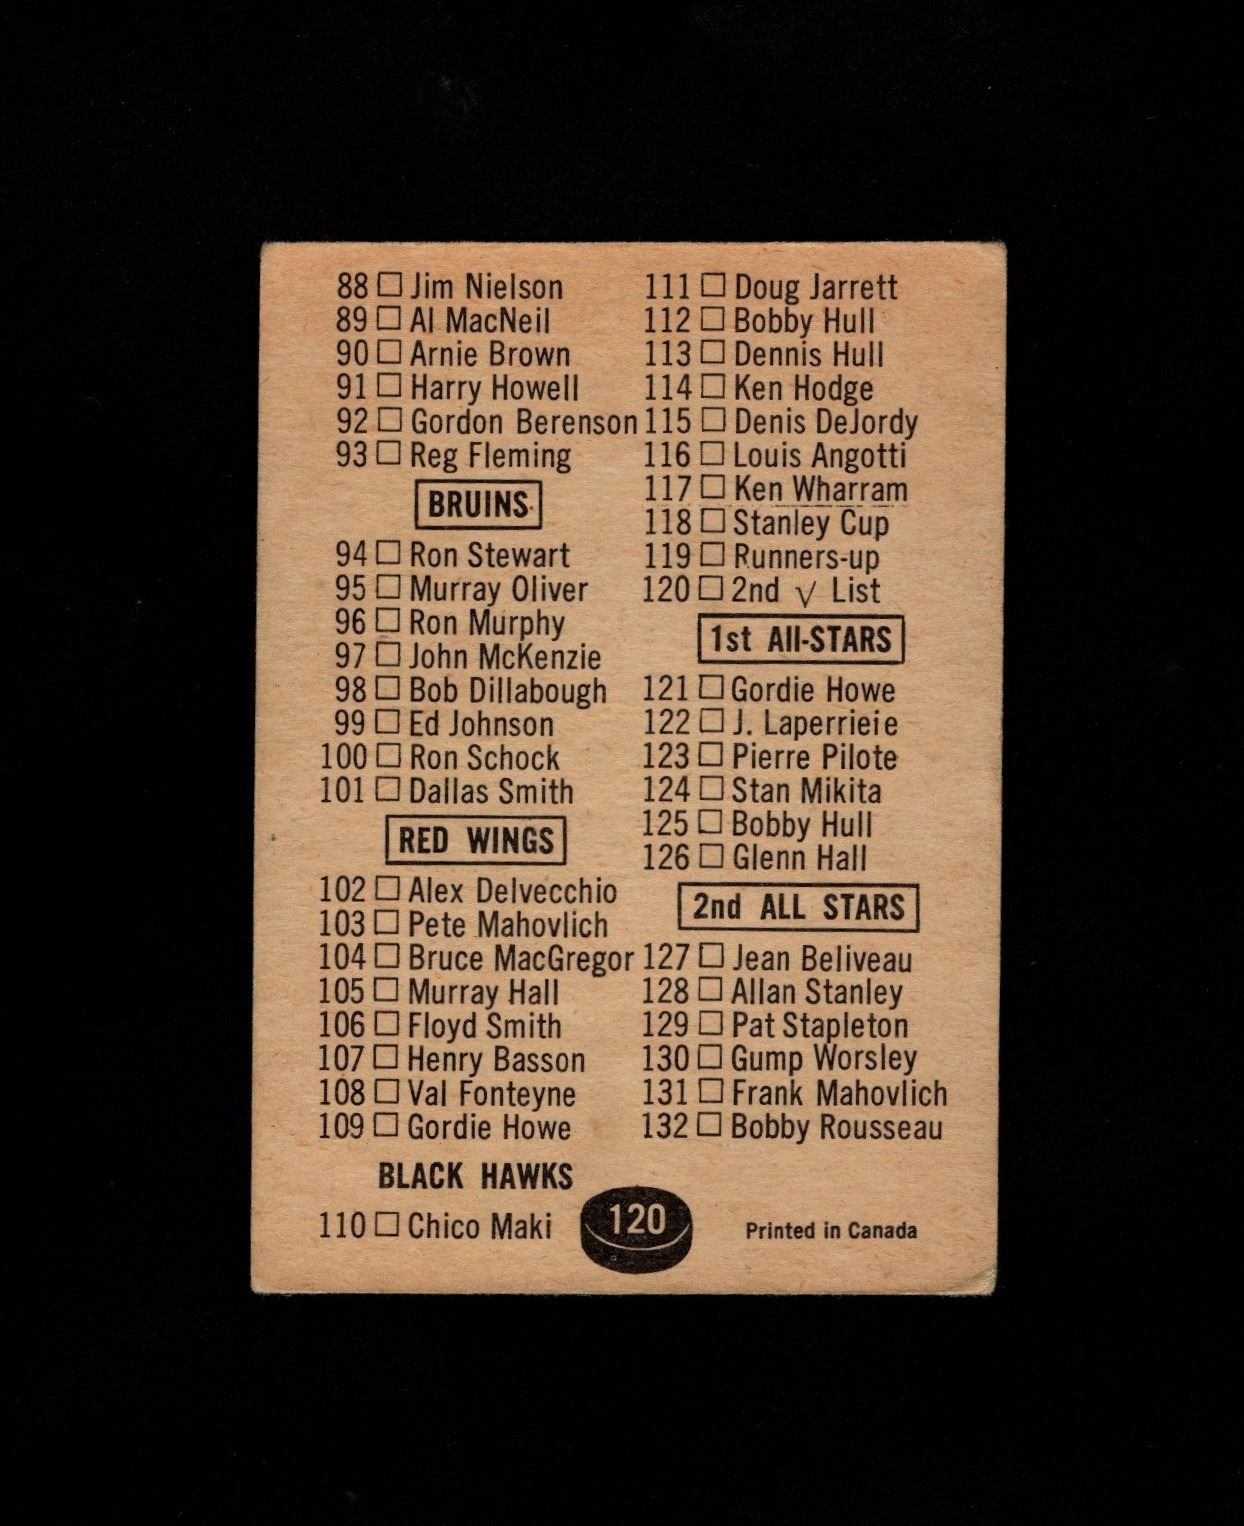 88 □ Jim Nielson
89 □ Al MacNeil
90 □ Arnie Brown
91 □ Harry Howell
92 □ Gordon Berenson
93 □ Reg Fleming
BRUINS
94 □ Ron Stewart
95 □ Murray Oliver
96 □ Ron Murphy
97 □ John McKenzie
98 □ Bob Dillabough
99 □ Ed Johnson
100 □ Ron Schock
101 □ Dallas Smith
RED WINGS
102 □ Alex Delvecchio
103 □ Pete Mahovlich
104 □ Bruce MacGregor
105 □ Murray Hall
106 □ Floyd Smith
107 □ Henry Basson
108 □ Val Fonteyne
109 □ Gordie Howe
BLACK HAWKS
110 □ Chico Maki
111 □ Doug Jarrett
112 □ Bobby Hull
113 □ Dennis Hull
114 □ Ken Hodge
115 □ Denis DeJordy
116 □ Louis Angotti
117 □ Ken Wharram
118 □ Stanley Cup
119 □ Runners-up
120 □ 2nd √ List
1st All-STARS
121 □ Gordie Howe
122 □ J. Laperrieie
123 □ Pierre Pilote
124 □ Stan Mikita
125 □ Bobby Hull
126 □ Glenn Hall
2nd ALL STARS
127 □ Jean Beliveau
128 □ Allan Stanley
129 □ Pat Stapleton
130 □ Gump Worsley
131 □ Frank Mahovlich
132 □ Bobby Rousseau
120
Printed in Canada